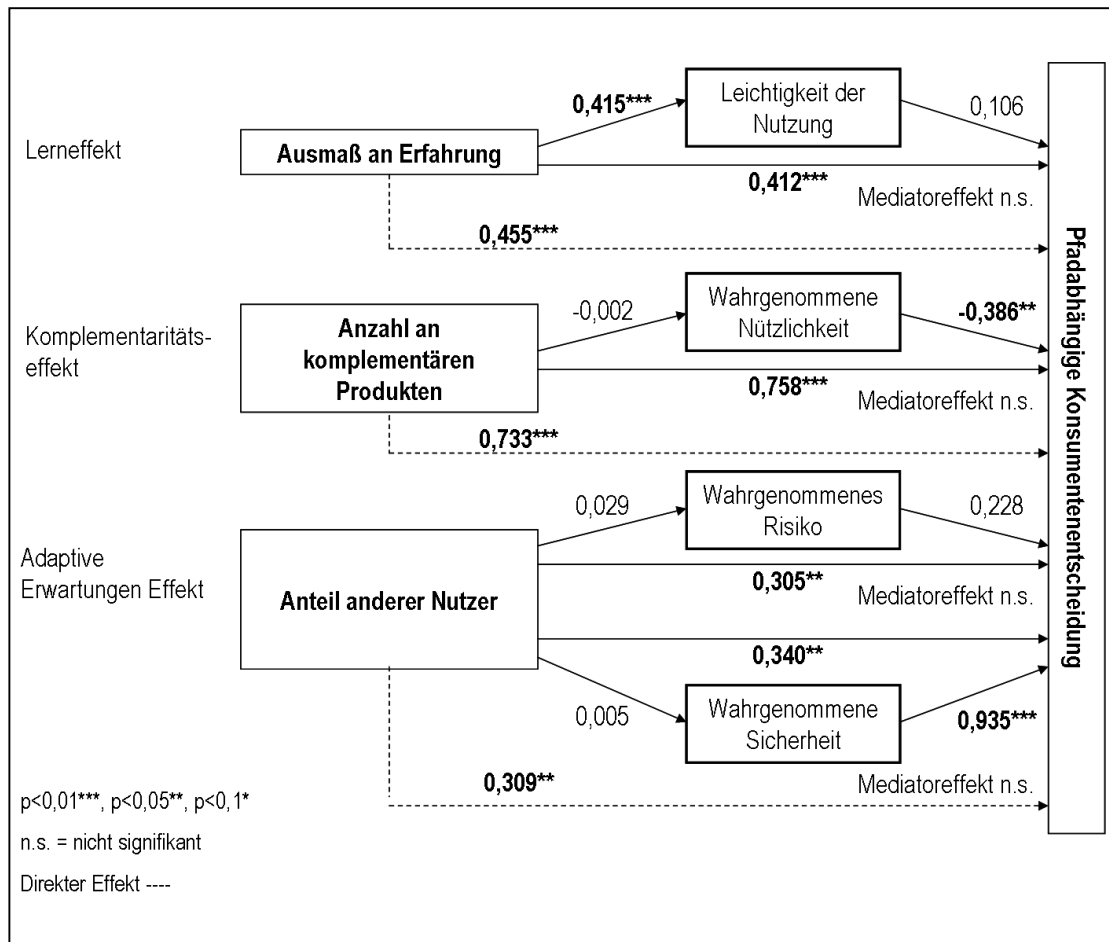 Leichtigkeit der
Nutzung
0,415***
0,106
Lerneffekt
Ausmaß an Erfahrung
0,412***
Mediatoreffekt n.s.
0,455***
Komplementaritäts-
effekt
Anzahl an
komplementären
Produkten
-0,002
Wahrgenommene
Nützlichkeit
-0,386**
0,758***
Mediatoreffekt n.s.
0,733***
Adaptive
Erwartungen Effekt
Anteil anderer Nutzer
0,029
Wahrgenommenes
Risiko
0,228
0,305**
Mediatoreffekt n.s.
0,340**
0,005
Wahrgenommene
Sicherheit
0,935***
0,309**
Mediatoreffekt n.s.
Pfadabhängige Konsumentenentscheidung
p<0,01***, p<0,05**, p<0,1*
n.s. = nicht signifikant
Direkter Effekt ----